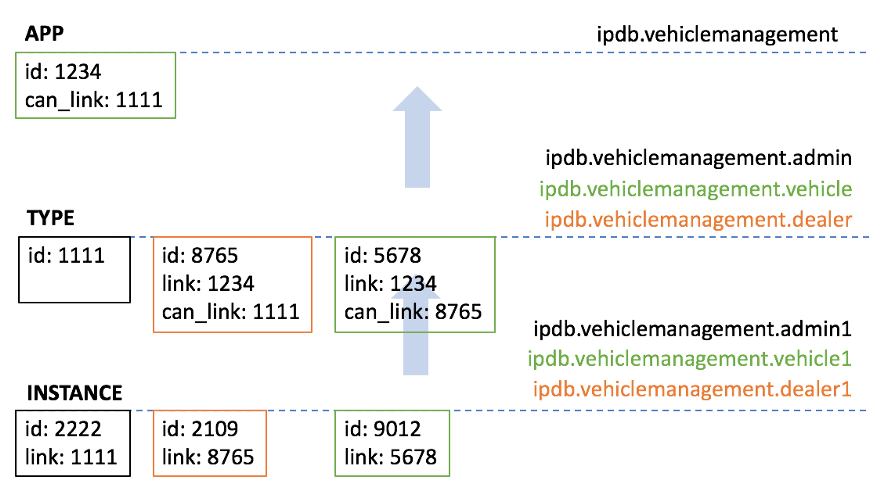 APP
ipdb.vehiclemanagement
id: 1234
can_link: 1111
ipdb.vehiclemanagement.admin
ipdb.vehiclemanagement.vehicle
ipdb.vehiclemanagement.dealer
TYPE
id: 1111
id: 8765
link: 1234
can_link: 1111
id: 5678
link: 1234
can_link: 8765
ipdb.vehiclemanagement.admin1
ipdb.vehiclemanagement.vehicle1
ipdb.vehiclemanagement.dealer1
INSTANCE
id: 2222
link: 1111
id: 2109
link: 8765
id: 9012
link: 5678